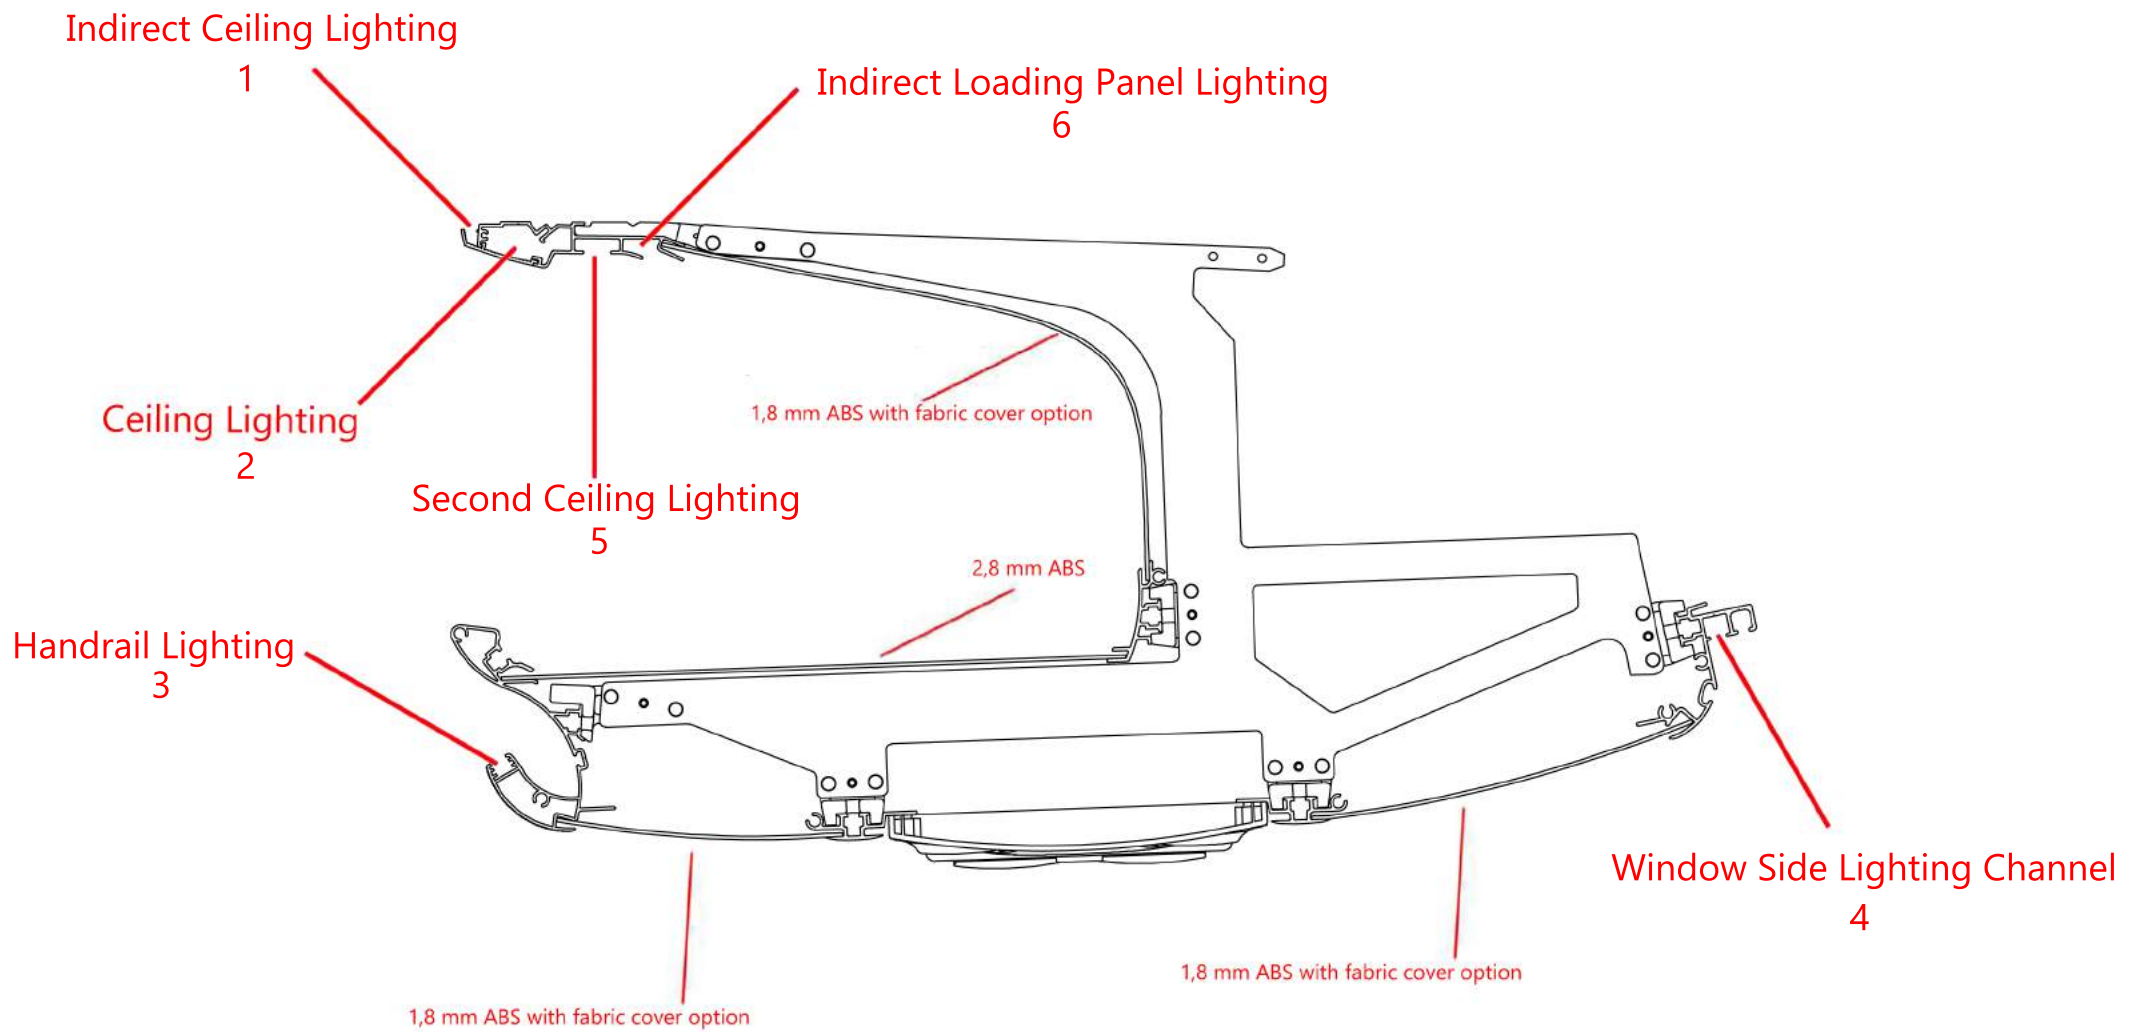 Indirect Ceiling Lighting
1
Indirect Loading Panel Lighting
6
Ceiling Lighting
2
1,8 mm ABS with fabric cover option
Second Ceiling Lighting
5
2,8 mm ABS
Handrail Lighting
3
Window Side Lighting Channel
4
1,8 mm ABS with fabric cover option
1,8 mm ABS with fabric cover option